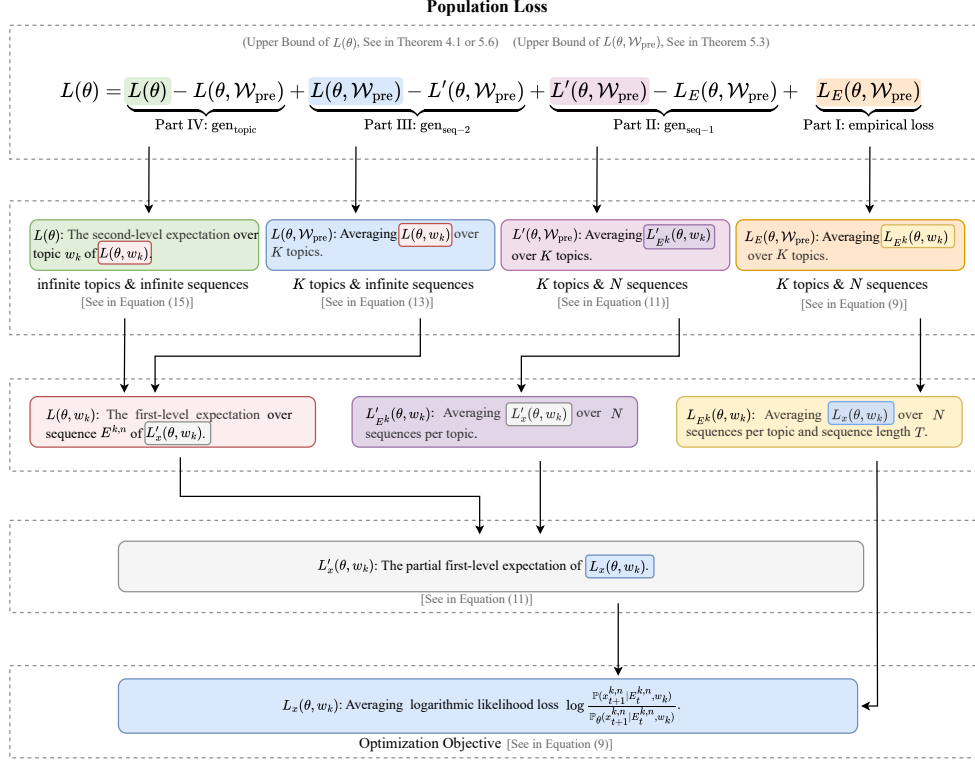 Population Loss
(Upper Bound of L(θ), See in Theorem 4.1 or 5.6) (Upper Bound of L(θ, 𝒲_pre), See in Theorem 5.3)
L(θ) = L(θ) − L(θ, 𝒲_pre) + L(θ, 𝒲_pre) − L′(θ, 𝒲_pre) + L′(θ, 𝒲_pre) − L_E(θ, 𝒲_pre) + L_E(θ, 𝒲_pre)
Part IV: gen_topic Part III: gen_seq−2 Part II: gen_seq−1 Part I: empirical loss
L(θ): The second-level expectation over
topic w_k of L(θ, w_k).
infinite topics & infinite sequences
[See in Equation (15)]
L(θ, 𝒲_pre): Averaging L(θ, w_k) over
K topics.
K topics & infinite sequences
[See in Equation (13)]
L′(θ, 𝒲_pre): Averaging L′_{E^k}(θ, w_k)
over K topics.
K topics & N sequences
[See in Equation (11)]
L_E(θ, 𝒲_pre): Averaging L_{E^k}(θ, w_k)
over K topics.
K topics & N sequences
[See in Equation (9)]
L(θ, w_k): The first-level expectation over
sequence E^{k,n} of L′_x(θ, w_k).
L′_{E^k}(θ, w_k): Averaging L′_x(θ, w_k) over N
sequences per topic.
L_{E^k}(θ, w_k): Averaging L_x(θ, w_k) over N
sequences per topic and sequence length T.
L′_x(θ, w_k): The partial first-level expectation of L_x(θ, w_k).
[See in Equation (11)]
L_x(θ, w_k): Averaging logarithmic likelihood loss log ℙ(x_{t+1}^{k,n}|E_t^{k,n},w_k) / ℙ_θ(x_{t+1}^{k,n}|E_t^{k,n},w_k).
Optimization Objective [See in Equation (9)]